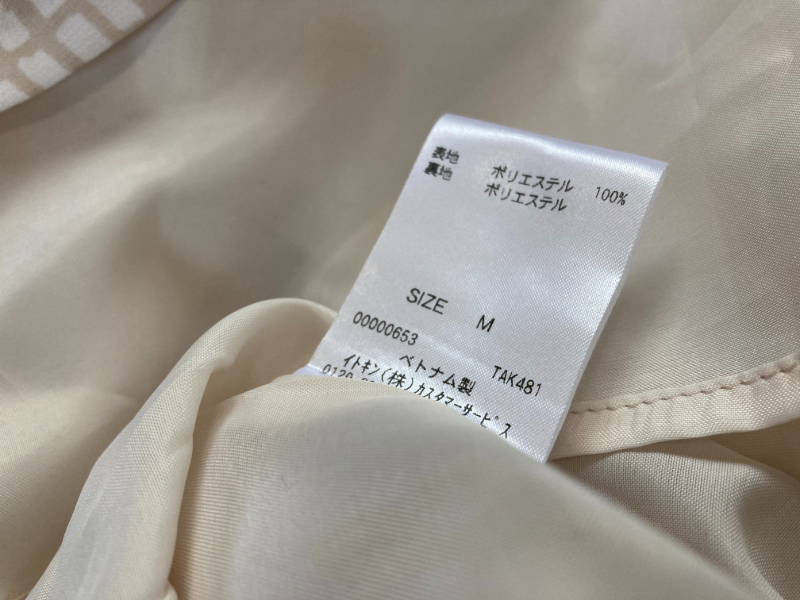 表地 ポリエステル 100%
裏地 ポリエステル
SIZE M
00000653
ベトナム製 TAK481
イトキン(株)カスタマーサービス
0120